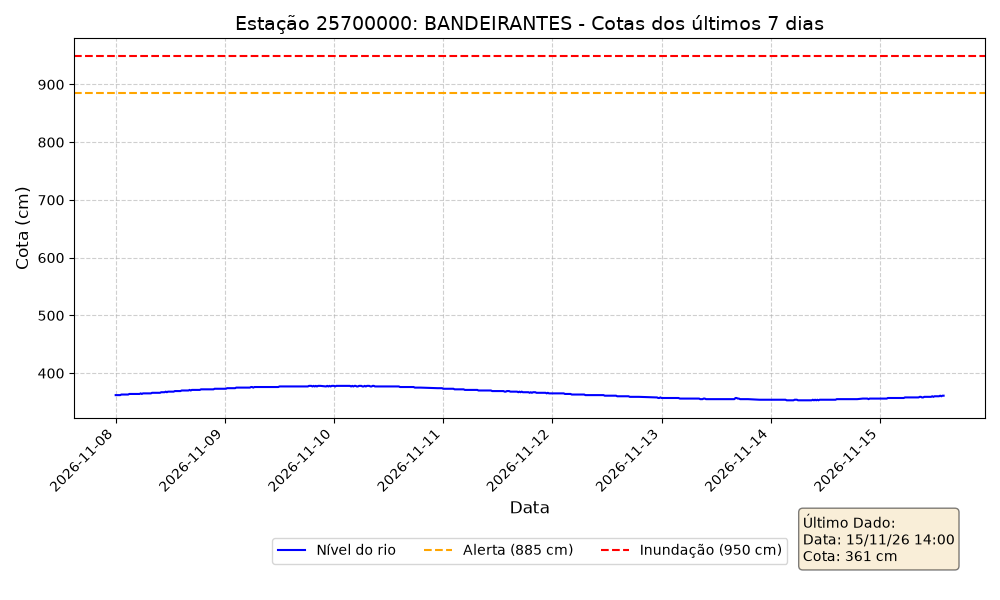 Estação 25700000: BANDEIRANTES - Cotas dos últimos 7 dias
Cota (cm)
900
800
700
600
500
400
2026-11-08
2026-11-09
2026-11-10
2026-11-11
2026-11-12
2026-11-13
2026-11-14
2026-11-15
Data
Nível do rio
Alerta (885 cm)
Inundação (950 cm)
Último Dado:
Data: 15/11/26 14:00
Cota: 361 cm